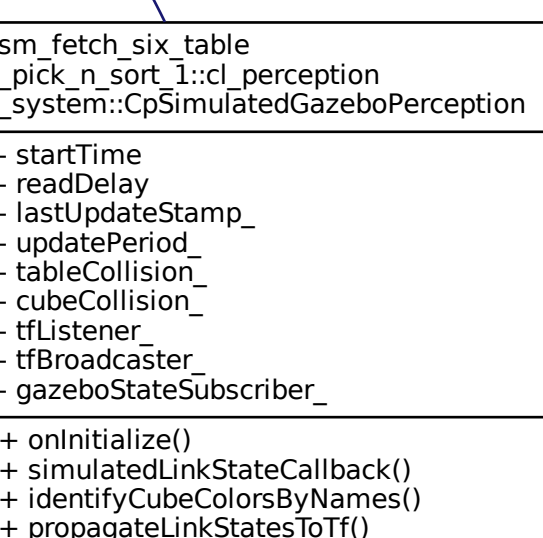 sm_fetch_six_table
_pick_n_sort_1::cl_perception
_system::CpSimulatedGazeboPerception
- startTime
- readDelay
- lastUpdateStamp_
- updatePeriod_
- tableCollision_
- cubeCollision_
- tfListener_
- tfBroadcaster_
- gazeboStateSubscriber_
+ onInitialize()
+ simulatedLinkStateCallback()
+ identifyCubeColorsByNames()
+ propagateLinkStatesToTf()